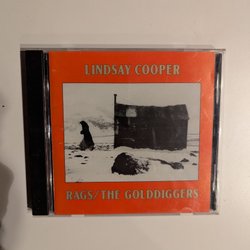 LINDSAY COOPER
RAGS/THE GOLDDIGGERS